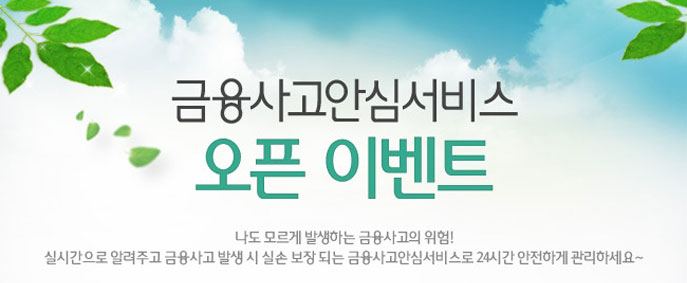 금융사고안심서비스
오픈 이벤트
나도 모르게 발생하는 금융사고의 위험!
실시간으로 알려주고 금융사고 발생 시 실손 보장 되는 금융사고안심서비스로 24시간 안전하게 관리하세요~